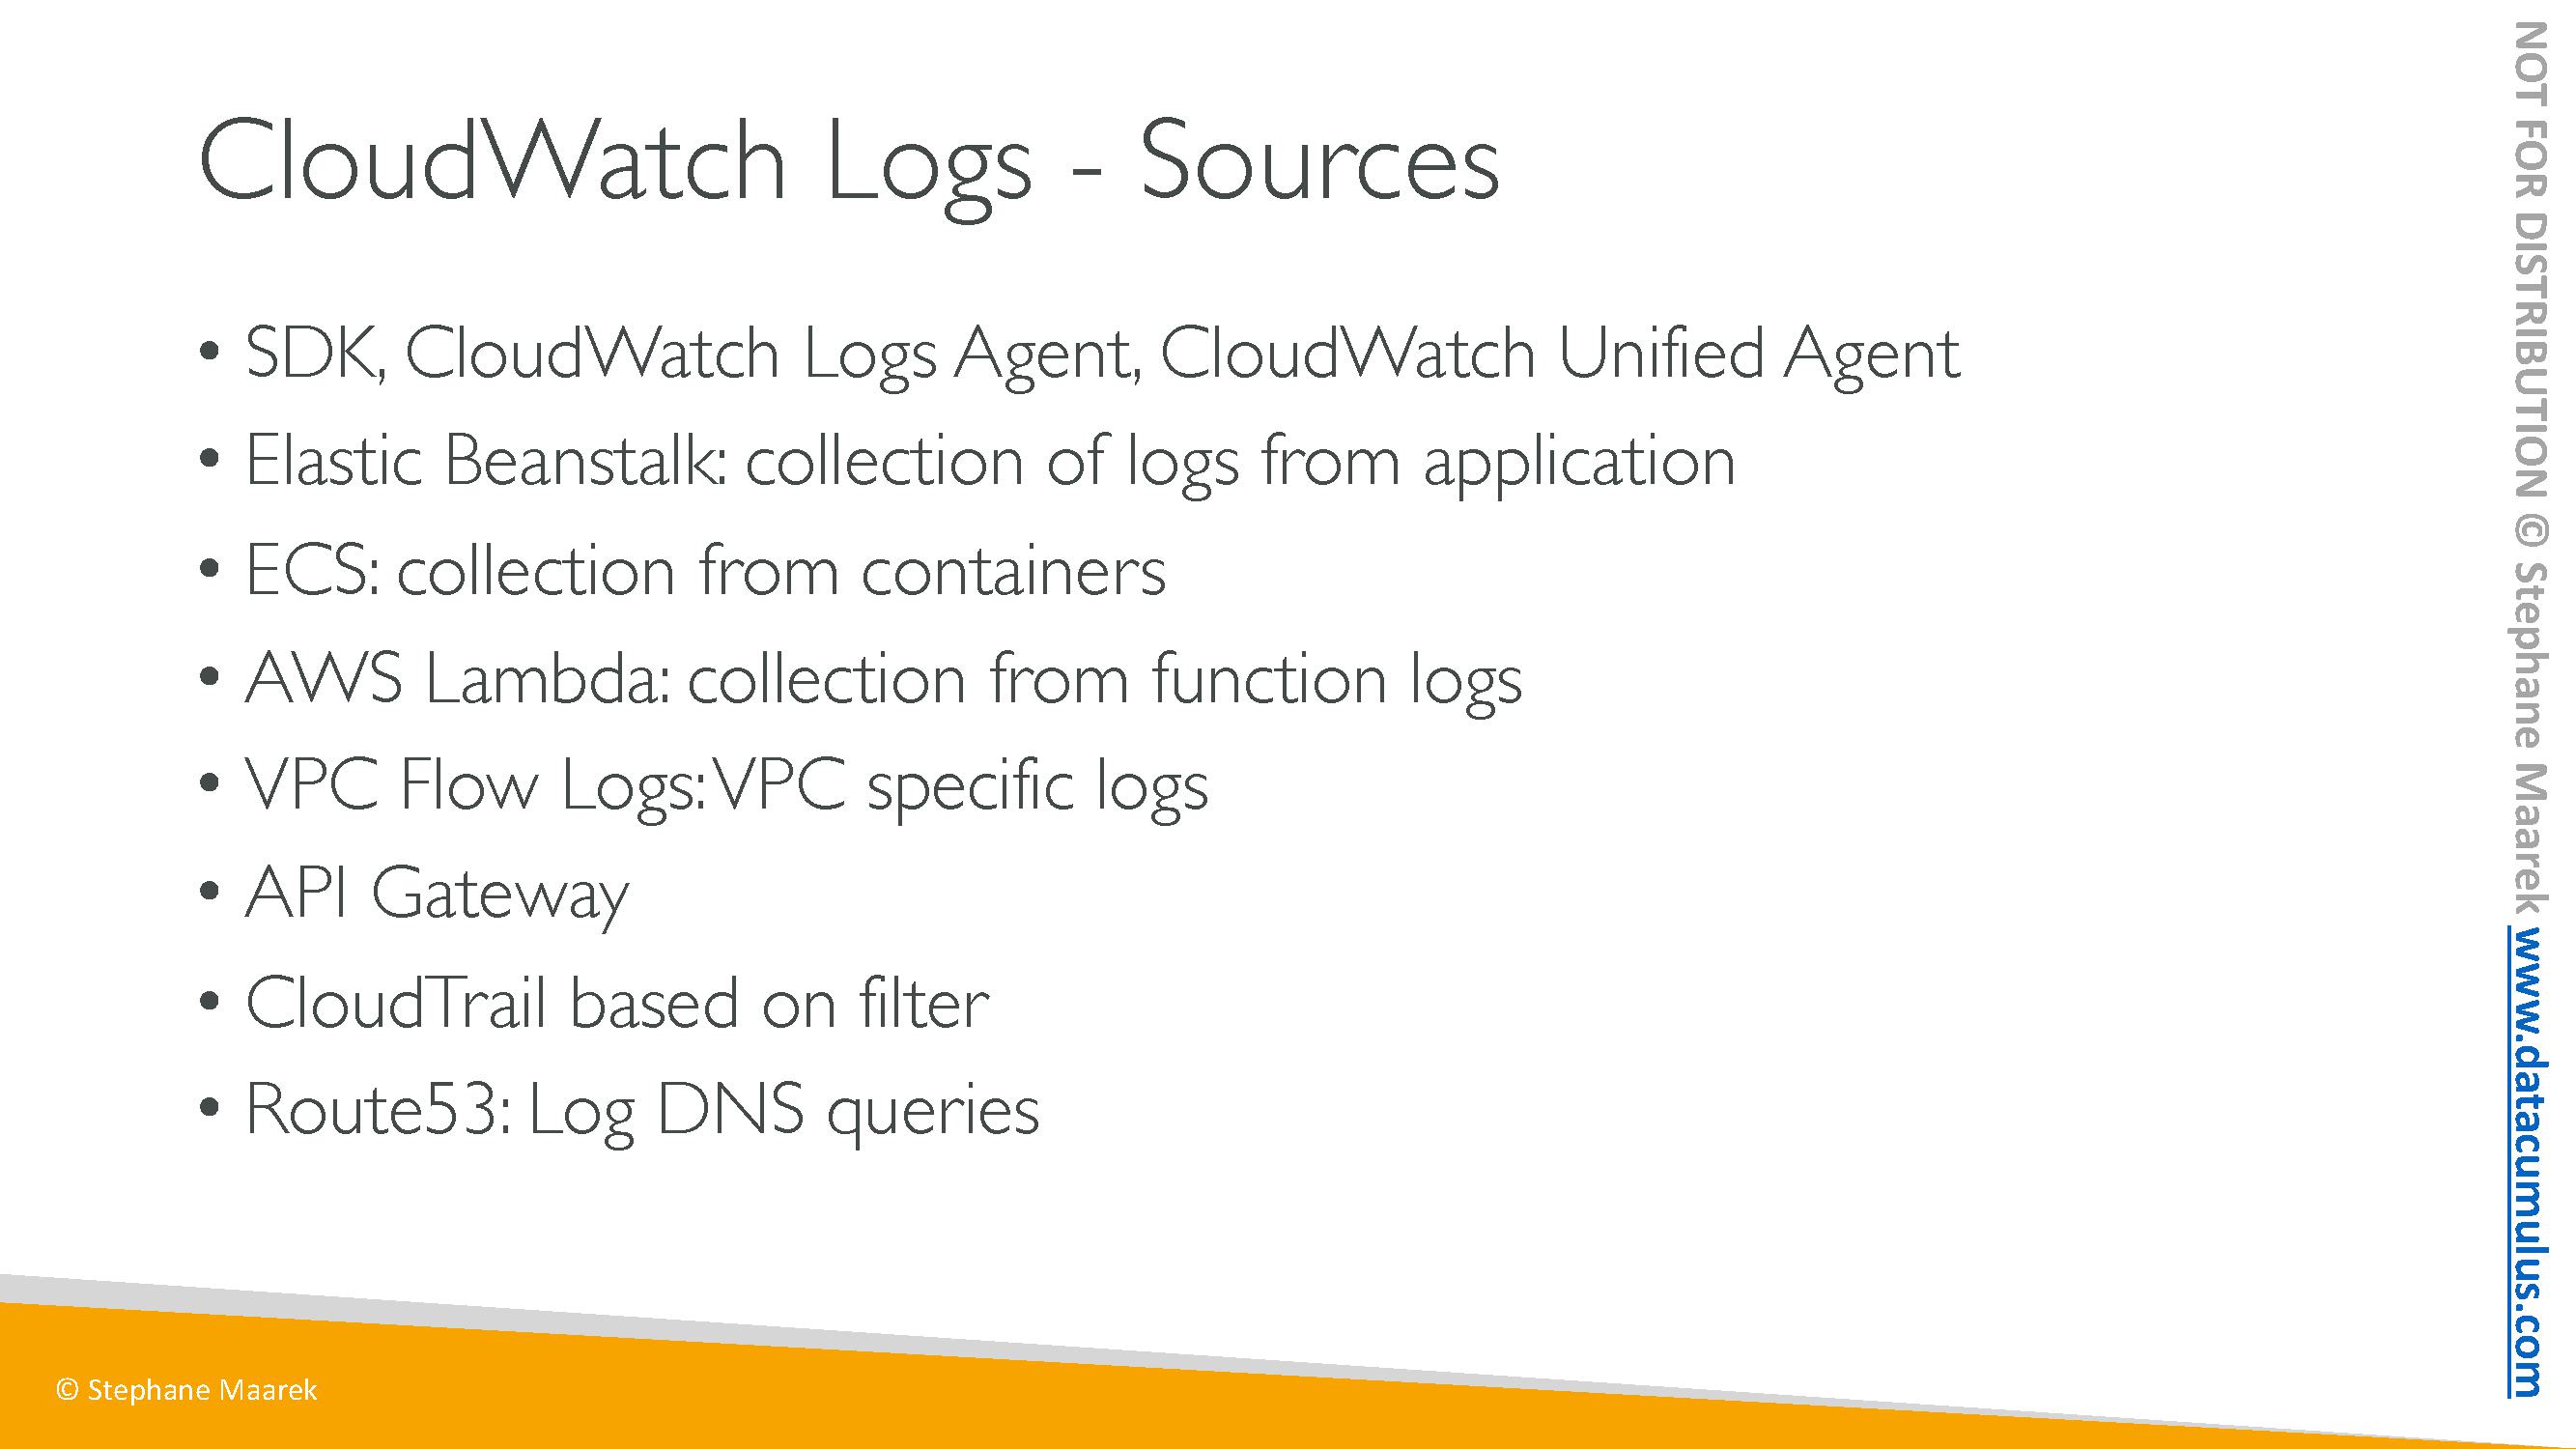 CloudWatch Logs - Sources
• SDK, CloudWatch Logs Agent, CloudWatch Unified Agent
• Elastic Beanstalk: collection of logs from application
• ECS: collection from containers
• AWS Lambda: collection from function logs
• VPC Flow Logs: VPC specific logs
• API Gateway
• CloudTrail based on filter
• Route53: Log DNS queries
© Stephane Maarek
NOT FOR DISTRIBUTION © Stephane Maarek www.datacumulus.com